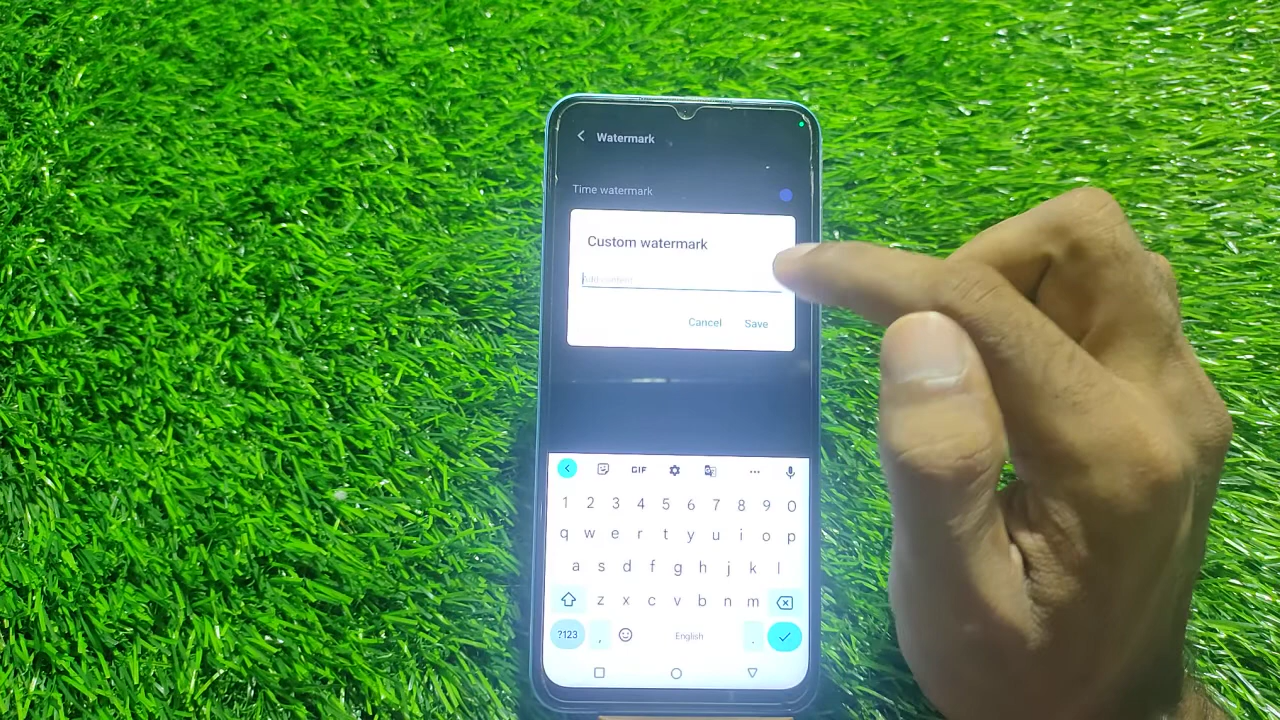 Watermark
Time watermark
Custom watermark
Cancel Save
GIF
1 2 3 4 5 6 7 8 9 0
q w e r t y u i o p
a s d f g h j k l
z x c v b n m
?123 , English .